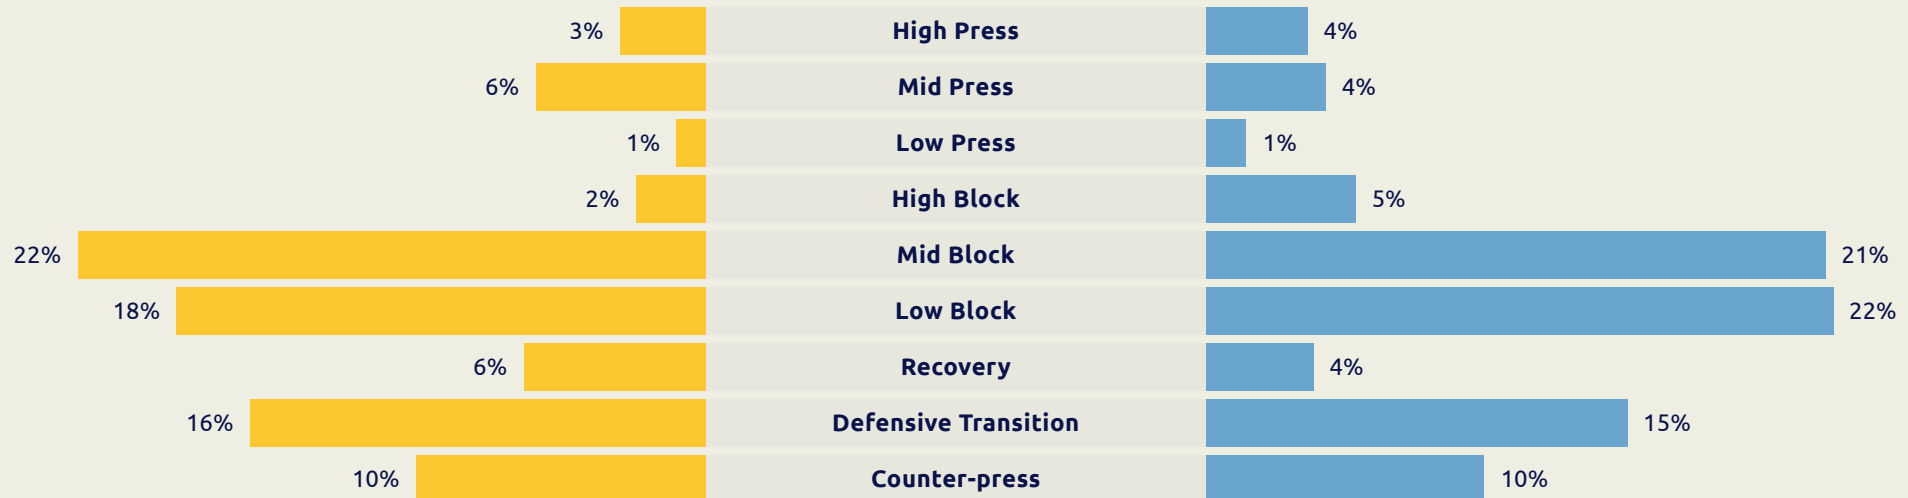 3% High Press 4%
6% Mid Press 4%
1% Low Press 1%
2% High Block 5%
22% Mid Block 21%
18% Low Block 22%
6% Recovery 4%
16% Defensive Transition 15%
10% Counter-press 10%